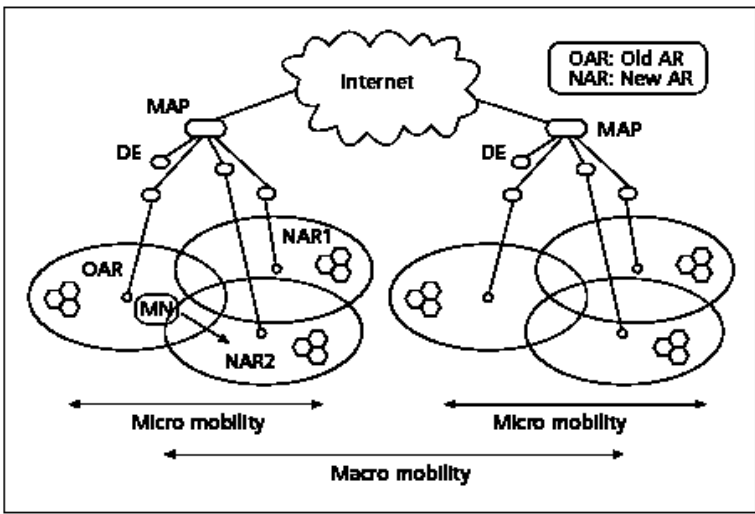 OAR: Old AR
NAR: New AR
Internet
MAP
MAP
DE
DE
NAR1
OAR
MN
NAR2
Micro mobility
Micro mobility
Macro mobility